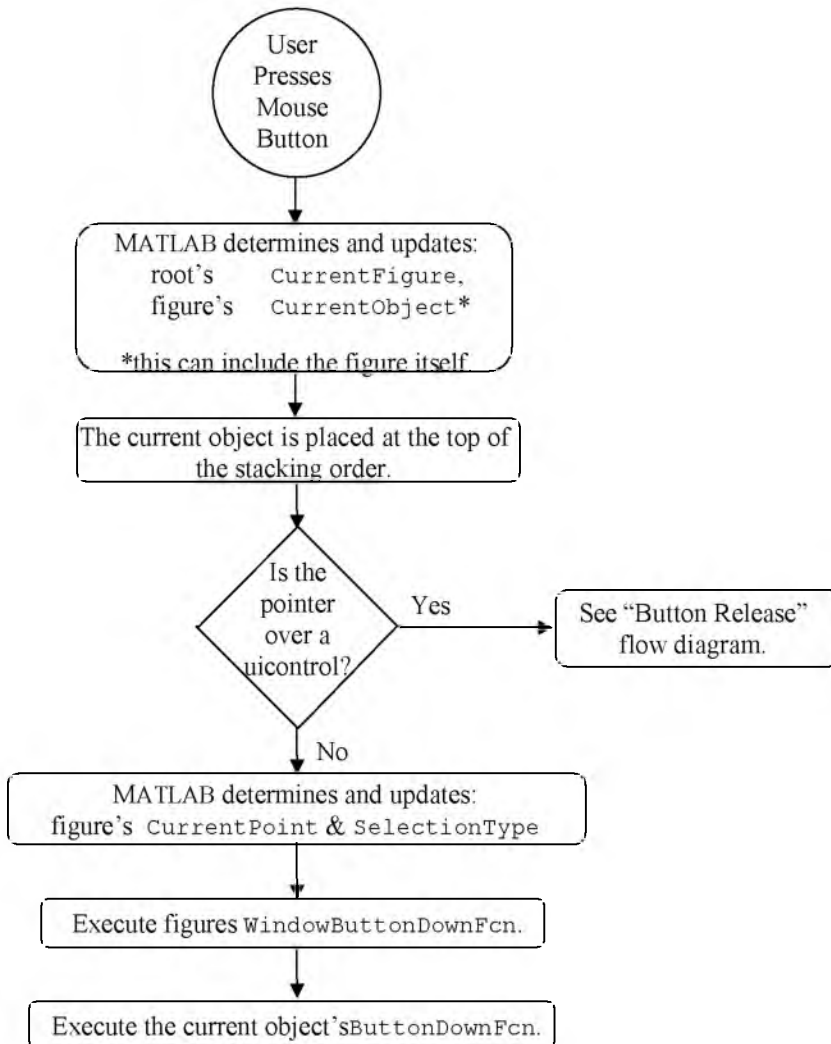 User
Presses
Mouse
Button
MATLAB determines and updates:
root's CurrentFigure,
figure's CurrentObject*
*this can include the figure itself.
The current object is placed at the top of
the stacking order.
Is the
pointer
over a
uicontrol?
Yes
See “Button Release”
flow diagram.
No
MATLAB determines and updates:
figure's CurrentPoint & SelectionType
Execute figures WindowButtonDownFcn.
Execute the current object'sButtonDownFcn.